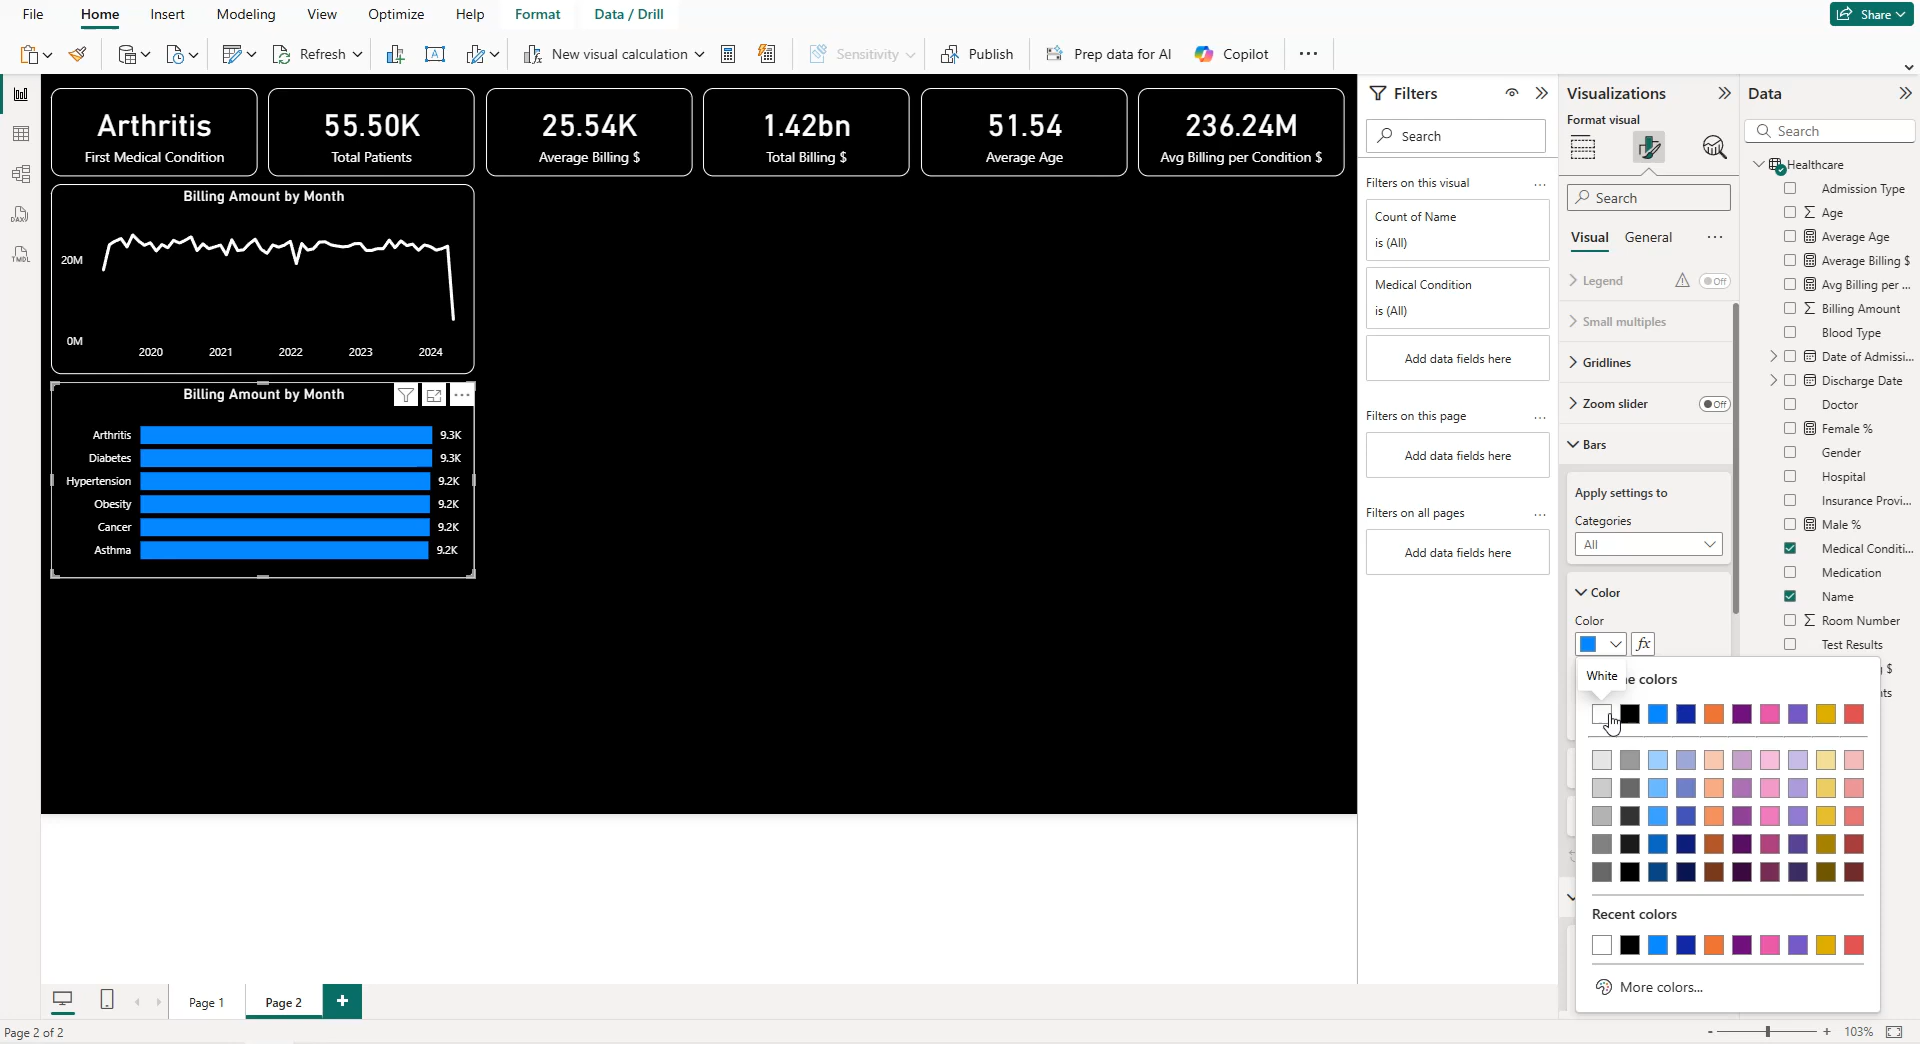 File Home Insert Modeling View Optimize Help Format Data / Drill
Share
Refresh New visual calculation Sensitivity Publish Prep data for AI Copilot ...
Arthritis
First Medical Condition
55.50K
Total Patients
25.54K
Average Billing $
1.42bn
Total Billing $
51.54
Average Age
236.24M
Avg Billing per Condition $
Billing Amount by Month
20M
0M
2020 2021 2022 2023 2024
Billing Amount by Month
Arthritis 9.3K
Diabetes 9.3K
Hypertension 9.2K
Obesity 9.2K
Cancer 9.2K
Asthma 9.2K
Filters
Search
Filters on this visual ...
Count of Name
is (All)
Medical Condition
is (All)
Add data fields here
Filters on this page ...
Add data fields here
Filters on all pages ...
Add data fields here
Visualizations
Format visual
Search
Visual General ...
Legend Off
Small multiples
Gridlines
Zoom slider Off
Bars
Apply settings to
Categories
All
Color
Color
fx
White
e colors
Recent colors
More colors...
Data
Search
Healthcare
Admission Type
Age
Average Age
Average Billing $
Avg Billing per ...
Billing Amount
Blood Type
Date of Admissi...
Discharge Date
Doctor
Female %
Gender
Hospital
Insurance Provi...
Male %
Medical Conditi...
Medication
Name
Room Number
Test Results
$
ts
DAX
TMDL
Page 1 Page 2 +
Page 2 of 2
- + 103%